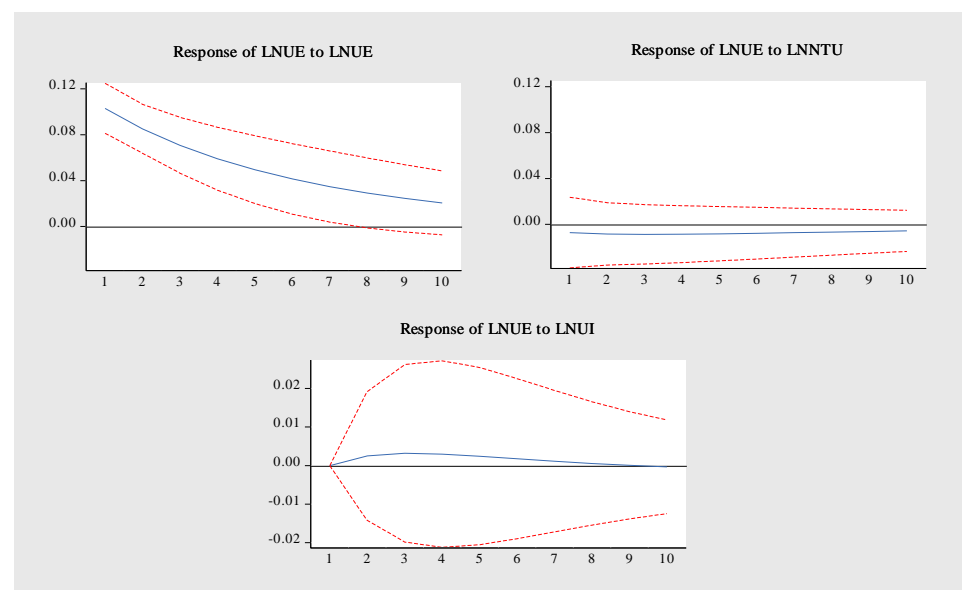 Response of LNUE to LNUE
0.12
0.08
0.04
0.00
1 2 3 4 5 6 7 8 9 10
Response of LNUE to LNNTU
0.12
0.08
0.04
0.00
1 2 3 4 5 6 7 8 9 10
Response of LNUE to LNUI
0.02
0.01
0.00
-0.01
-0.02
1 2 3 4 5 6 7 8 9 10